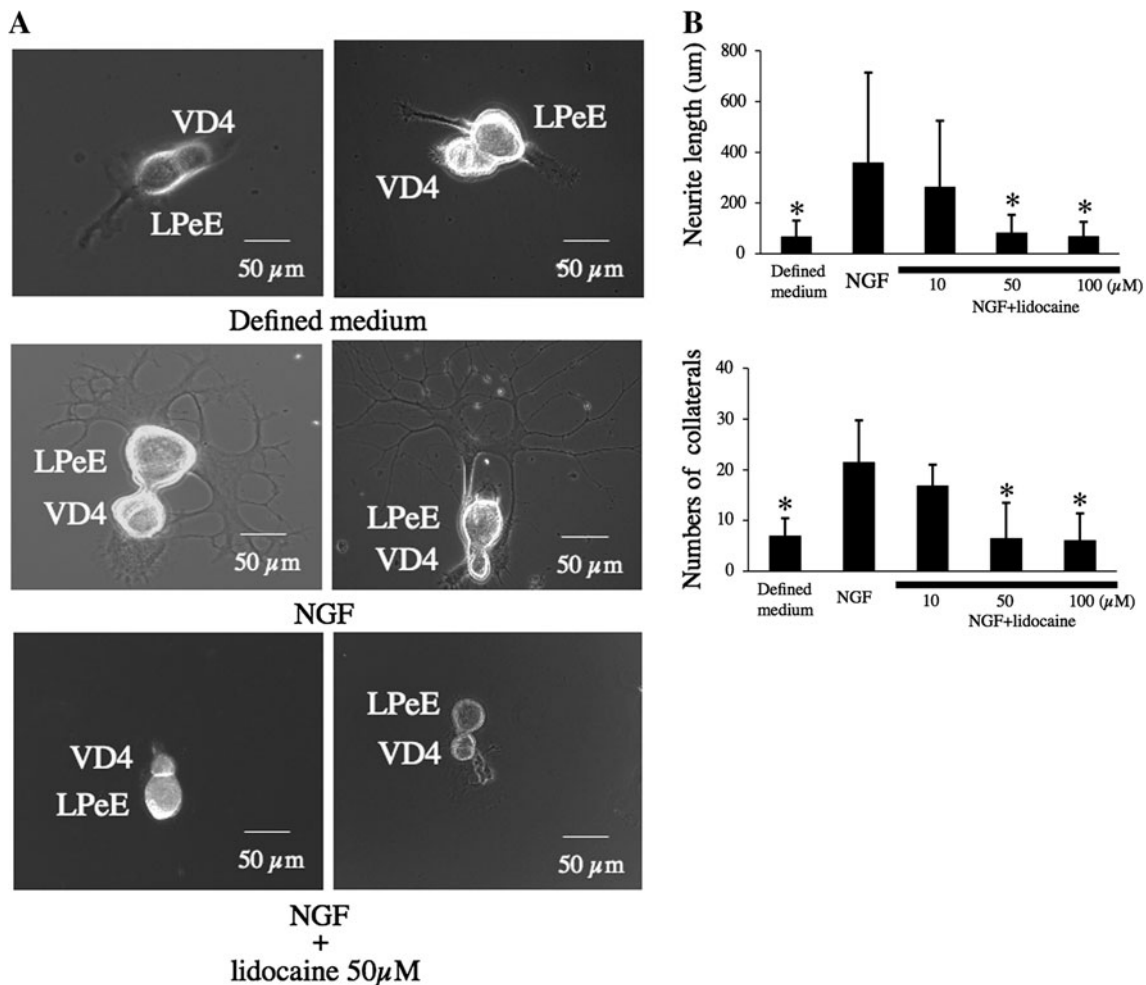 A
VD4
LPeE
50 µm
LPeE
VD4
50 µm
Defined medium
LPeE
VD4
50 µm
LPeE
VD4
50 µm
NGF
VD4
LPeE
50 µm
LPeE
VD4
50 µm
NGF
+
lidocaine 50µM
B
Neurite length (um)
800
600
400
200
0
*
*
*
Defined
medium
NGF
10
50
100 (µM)
NGF+lidocaine
Numbers of collaterals
40
30
20
10
0
*
*
*
Defined
medium
NGF
10
50
100 (µM)
NGF+lidocaine